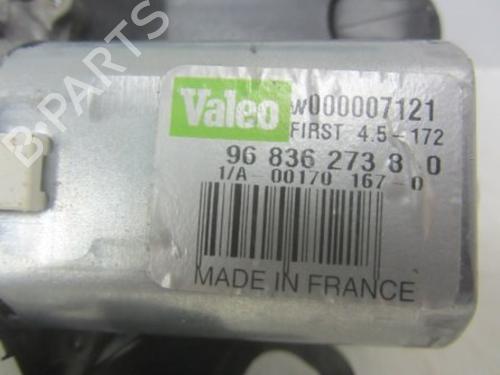 Valeo
W000007121
FIRST 4.5-172
96 836 273 8 0
1/A-00170 167-0
MADE IN FRANCE
B-PARTS